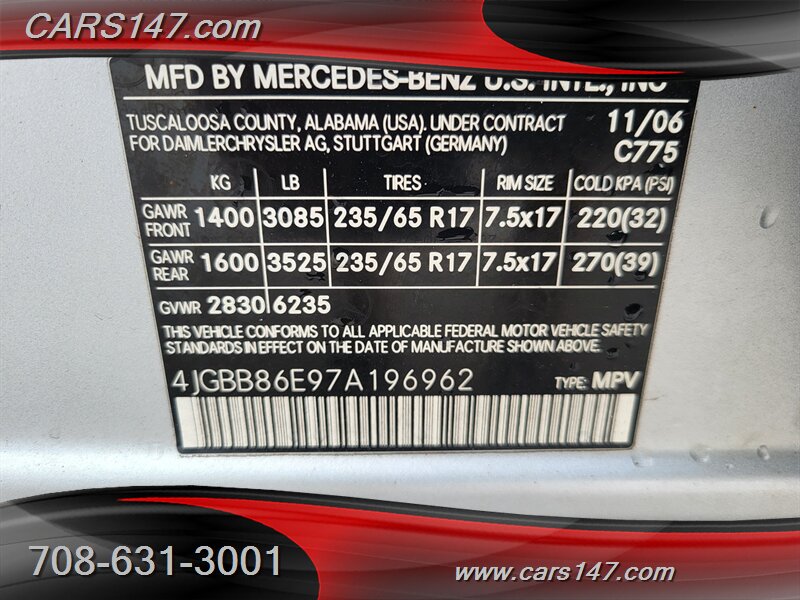 CARS147.com
MFD BY MERCEDES-BENZ U.S. INTL., INC
TUSCALOOSA COUNTY, ALABAMA (USA). UNDER CONTRACT 11/06
FOR DAIMLERCHRYSLER AG, STUTTGART (GERMANY) C775
KG LB TIRES RIM SIZE COLD KPA (PSI)
GAWR FRONT 1400 3085 235/65 R17 7.5x17 220(32)
GAWR REAR 1600 3525 235/65 R17 7.5x17 270(39)
GVWR 2830 6235
THIS VEHICLE CONFORMS TO ALL APPLICABLE FEDERAL MOTOR VEHICLE SAFETY
STANDARDS IN EFFECT ON THE DATE OF MANUFACTURE SHOWN ABOVE.
4JGBB86E97A196962 TYPE: MPV
708-631-3001
www.cars147.com